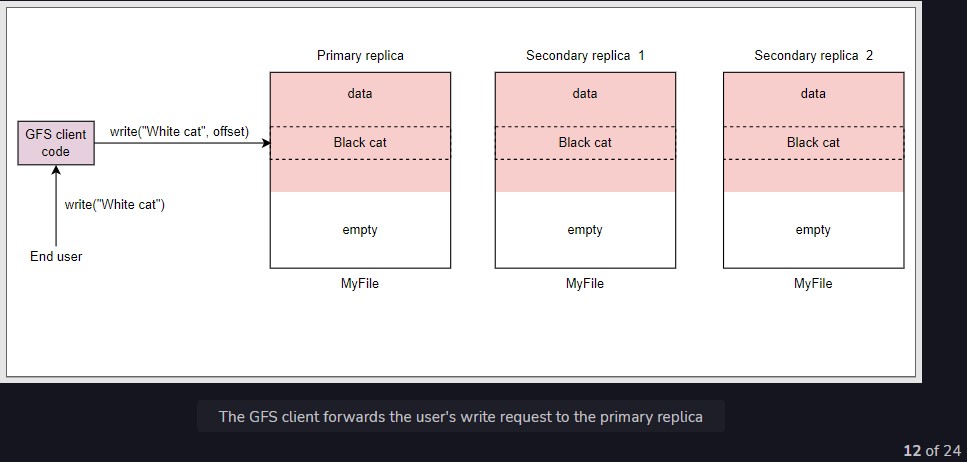 Primary replica
Secondary replica 1
Secondary replica 2
data
data
data
GFS client
code
write("White cat", offset)
Black cat
Black cat
Black cat
write("White cat")
empty
empty
empty
End user
MyFile
MyFile
MyFile
The GFS client forwards the user's write request to the primary replica
12 of 24